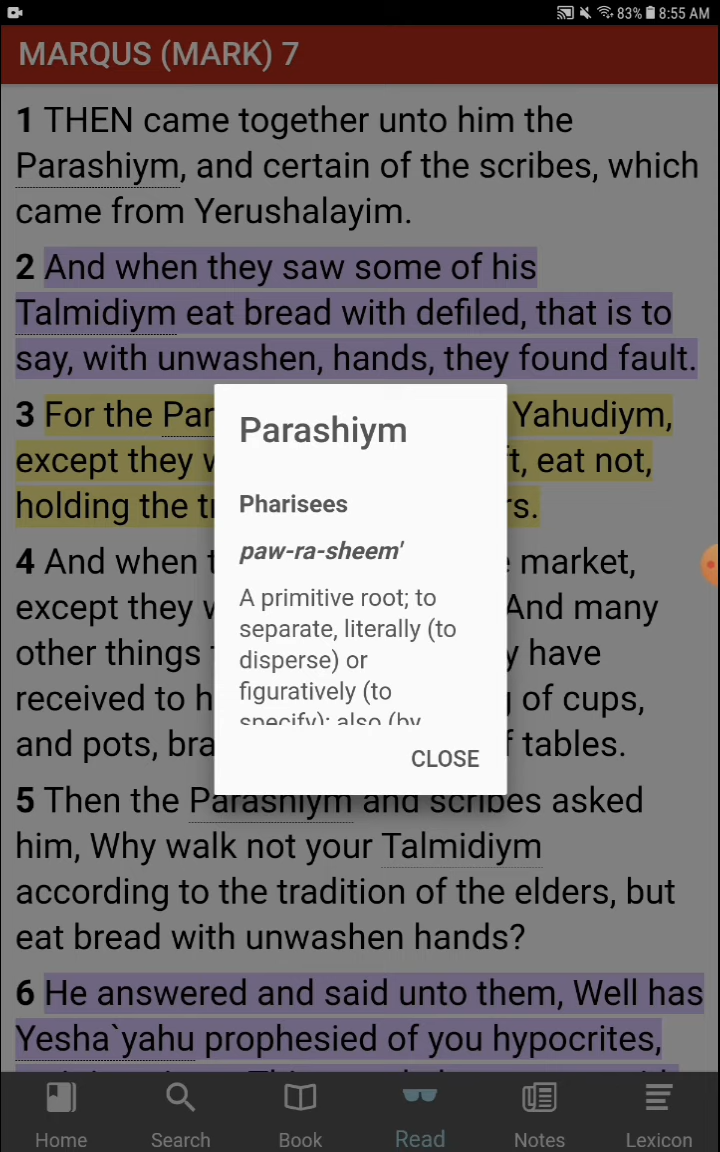 83% 8:55 AM
MARQUS (MARK) 7
1 THEN came together unto him the
Parashiym, and certain of the scribes, which
came from Yerushalayim.
2 And when they saw some of his
Talmidiym eat bread with defiled, that is to
say, with unwashen, hands, they found fault.
3 For the Par Yahudiym,
except they t, eat not,
holding the tr rs.
4 And when market,
except they And many
other things y have
received to h of cups,
and pots, bra f tables.
Parashiym
Pharisees
paw-ra-sheem'
A primitive root; to
separate, literally (to
disperse) or
figuratively (to
specify); also (by
CLOSE
5 Then the Parashiym and scribes asked
him, Why walk not your Talmidiym
according to the tradition of the elders, but
eat bread with unwashen hands?
6 He answered and said unto them, Well has
Yesha`yahu prophesied of you hypocrites,
Home
Search
Book
Read
Notes
Lexicon